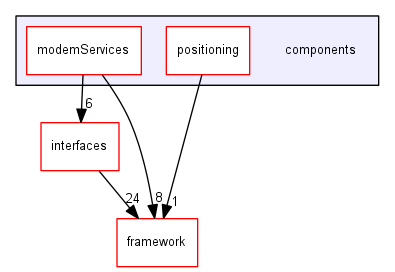 modemServices
positioning
components
6
interfaces
24
8
1
framework